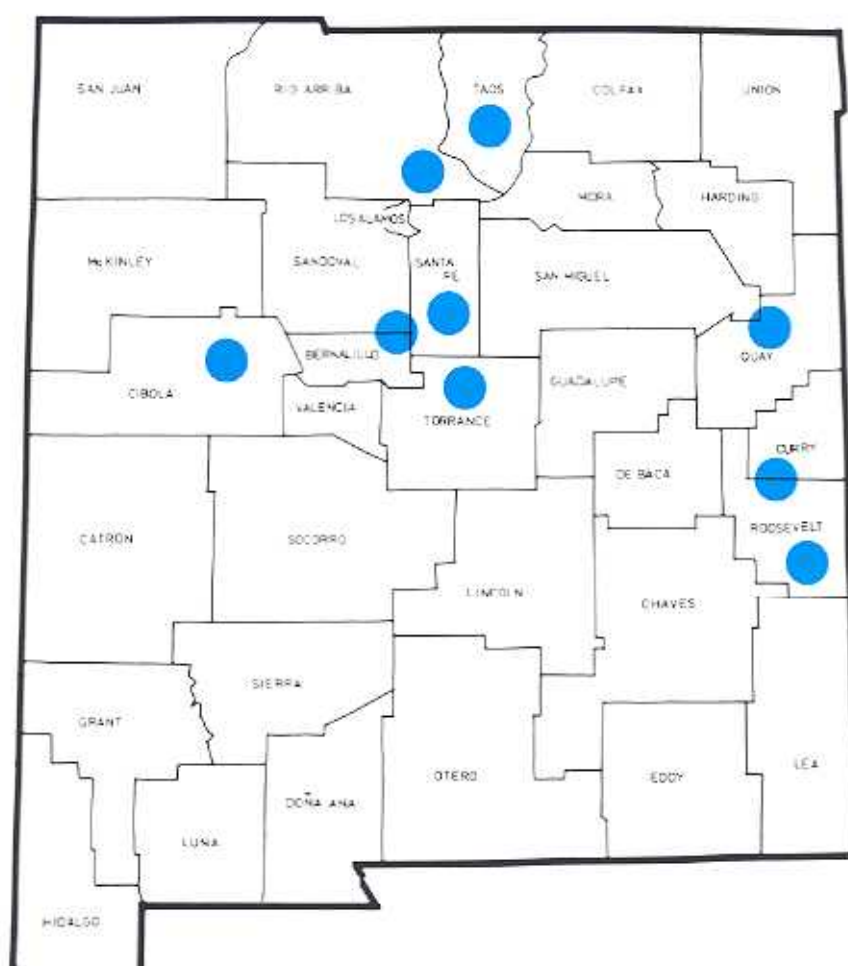 SAN JUAN
RIO ARRIBA
TAOS
COLFAX
UNION
MORA
HARDING
LOS ALAMOS
McKINLEY
SANDOVAL
SANTA
FE
SAN MIGUEL
BERNALILLO
QUAY
CIBOLA
VALENCIA
TORRANCE
GUADALUPE
CURRY
DE BACA
ROOSEVELT
CATRON
SOCORRO
LINCOLN
CHAVES
SIERRA
GRANT
OTERO
EDDY
LEA
DOÑA ANA
LUNA
HIDALGO